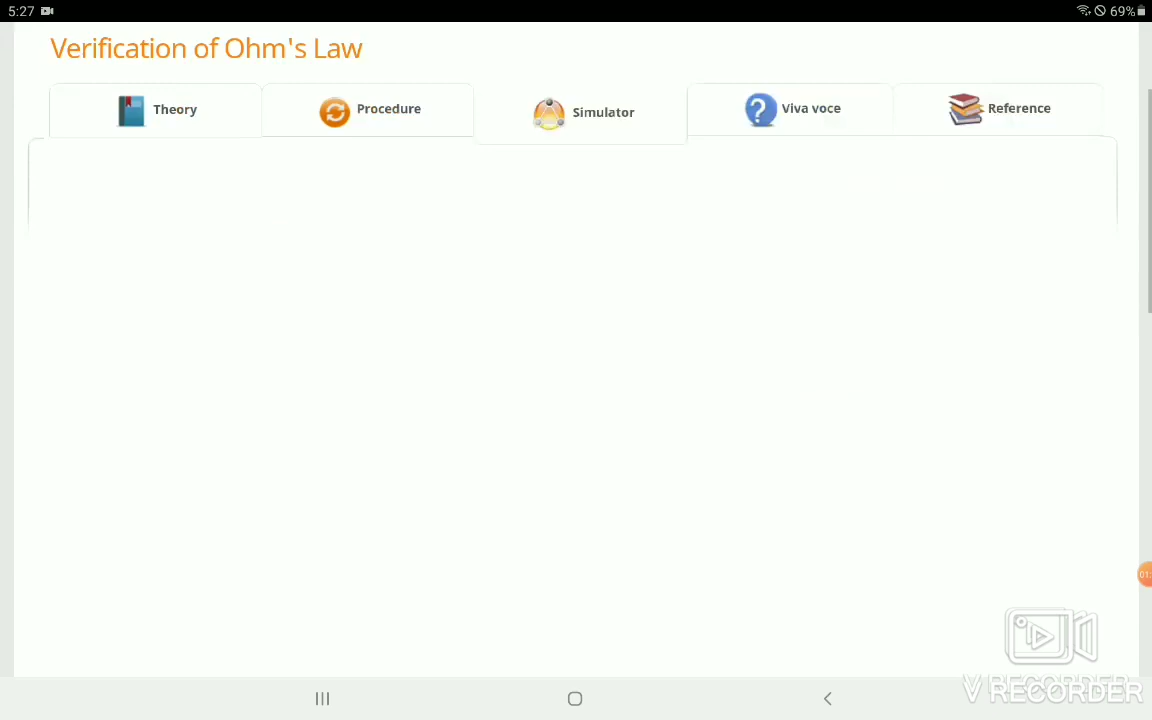 5:27 69%
Verification of Ohm's Law
Theory Procedure Simulator Viva voce Reference
V RECORDER